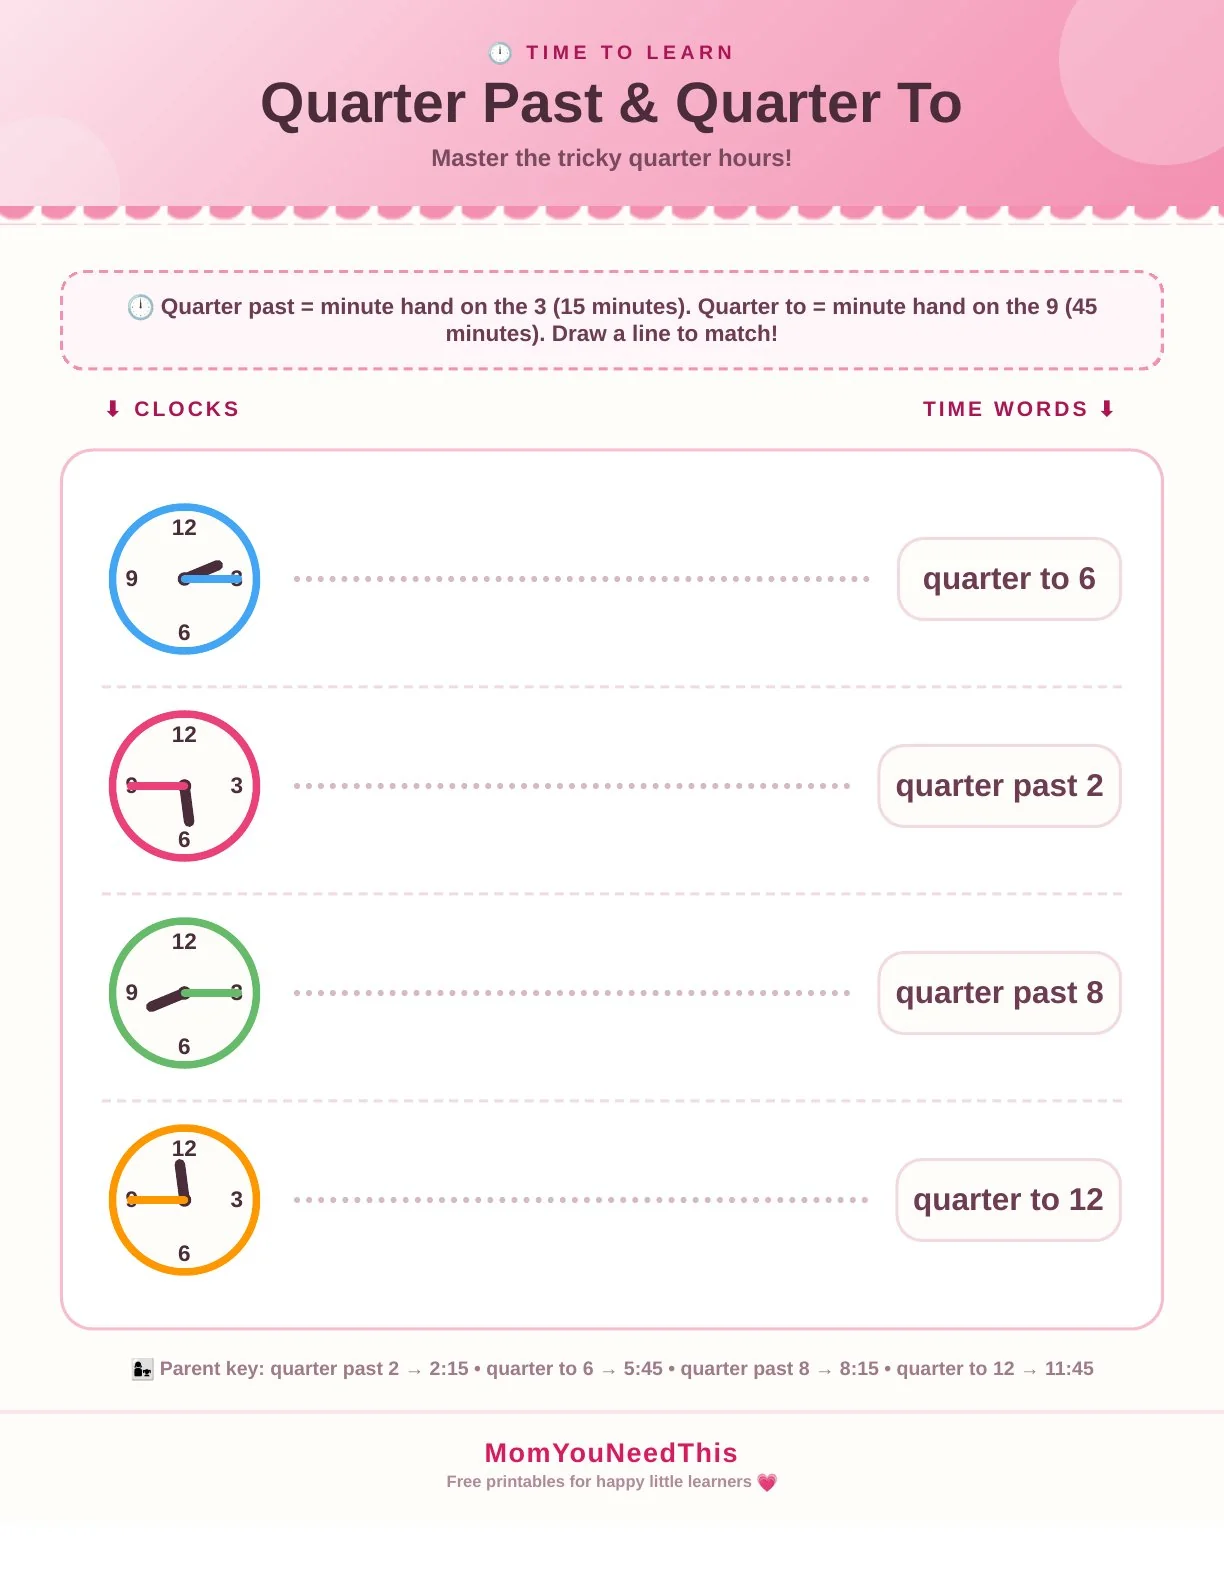 🕛 TIME TO LEARN
Quarter Past & Quarter To
Master the tricky quarter hours!
🕛 Quarter past = minute hand on the 3 (15 minutes). Quarter to = minute hand on the 9 (45
minutes). Draw a line to match!
⬇ CLOCKS
TIME WORDS ⬇
12
9
3
6
quarter to 6
12
9
3
6
quarter past 2
12
9
3
6
quarter past 8
12
9
3
6
quarter to 12
Parent key: quarter past 2 → 2:15 • quarter to 6 → 5:45 • quarter past 8 → 8:15 • quarter to 12 → 11:45
MomYouNeedThis
Free printables for happy little learners 💗